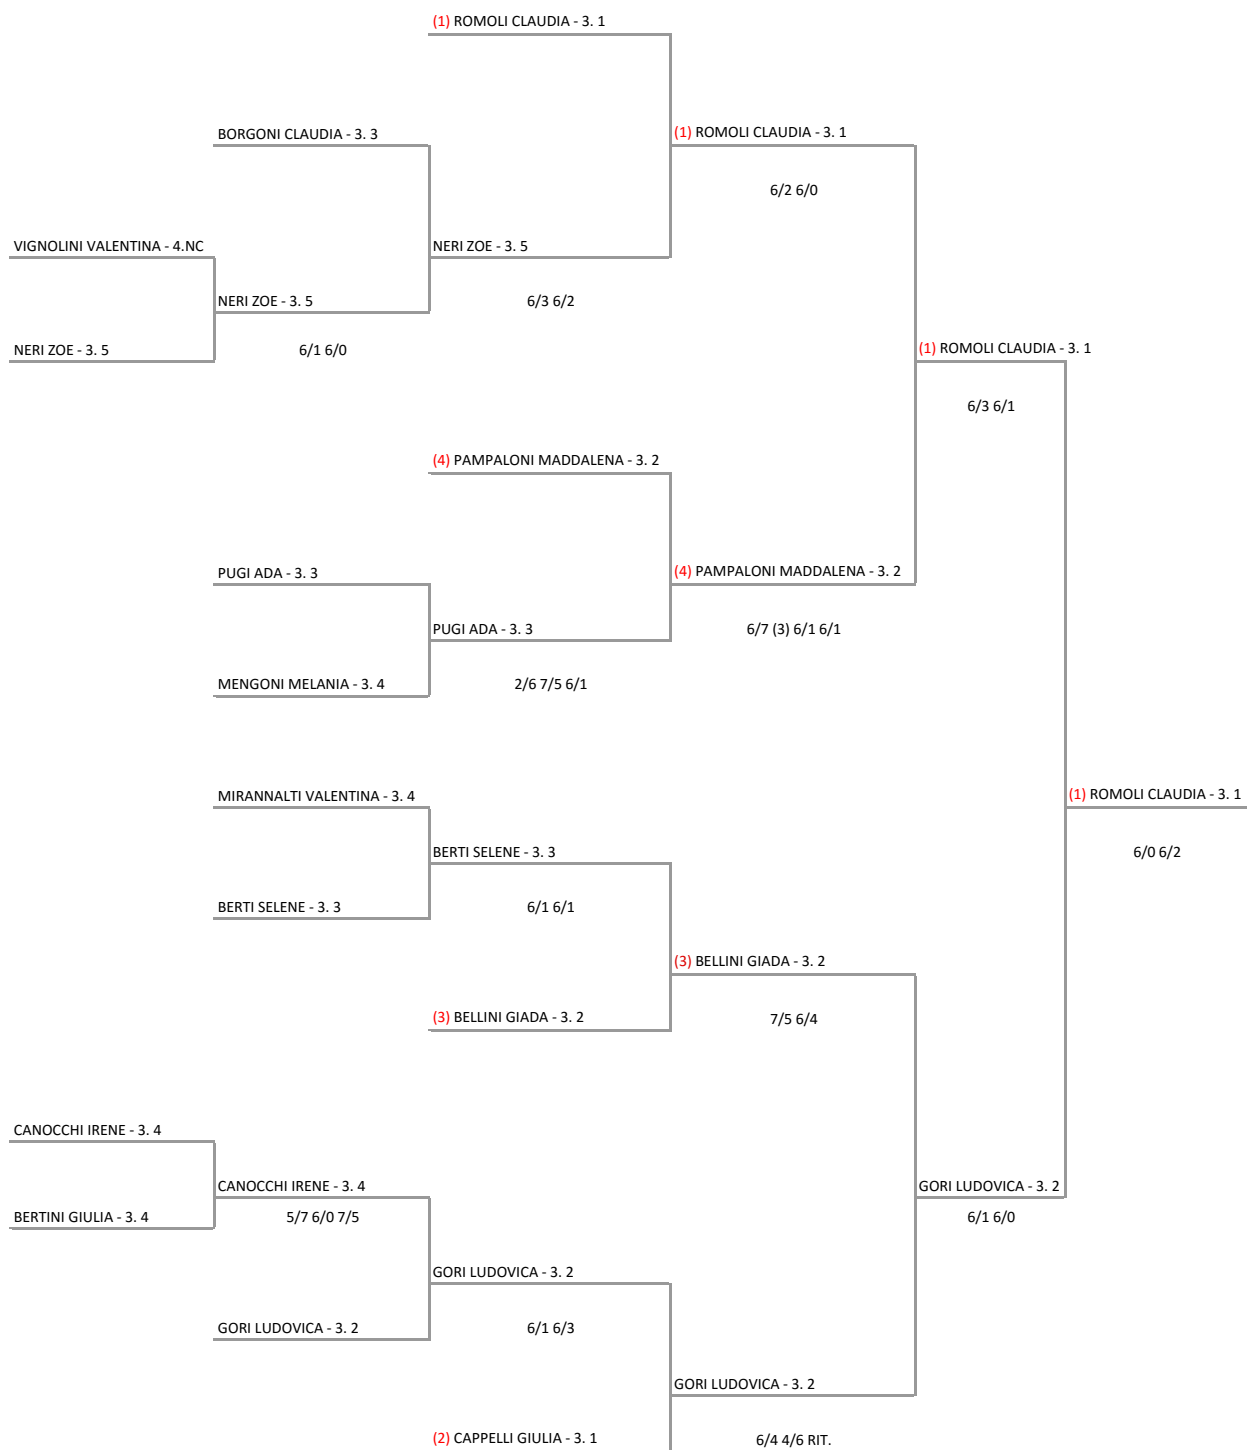 (1) ROMOLI CLAUDIA - 3. 1
BORGONI CLAUDIA - 3. 3
(1) ROMOLI CLAUDIA - 3. 1
6/2 6/0
VIGNOLINI VALENTINA - 4.NC
NERI ZOE - 3. 5
NERI ZOE - 3. 5
6/3 6/2
NERI ZOE - 3. 5
6/1 6/0
(1) ROMOLI CLAUDIA - 3. 1
6/3 6/1
(4) PAMPALONI MADDALENA - 3. 2
PUGI ADA - 3. 3
(4) PAMPALONI MADDALENA - 3. 2
PUGI ADA - 3. 3
6/7 (3) 6/1 6/1
MENGONI MELANIA - 3. 4
2/6 7/5 6/1
MIRANNALTI VALENTINA - 3. 4
(1) ROMOLI CLAUDIA - 3. 1
BERTI SELENE - 3. 3
6/0 6/2
BERTI SELENE - 3. 3
6/1 6/1
(3) BELLINI GIADA - 3. 2
(3) BELLINI GIADA - 3. 2
7/5 6/4
CANOCCHI IRENE - 3. 4
CANOCCHI IRENE - 3. 4
GORI LUDOVICA - 3. 2
BERTINI GIULIA - 3. 4
5/7 6/0 7/5
6/1 6/0
GORI LUDOVICA - 3. 2
GORI LUDOVICA - 3. 2
6/1 6/3
GORI LUDOVICA - 3. 2
(2) CAPPELLI GIULIA - 3. 1
6/4 4/6 RIT.